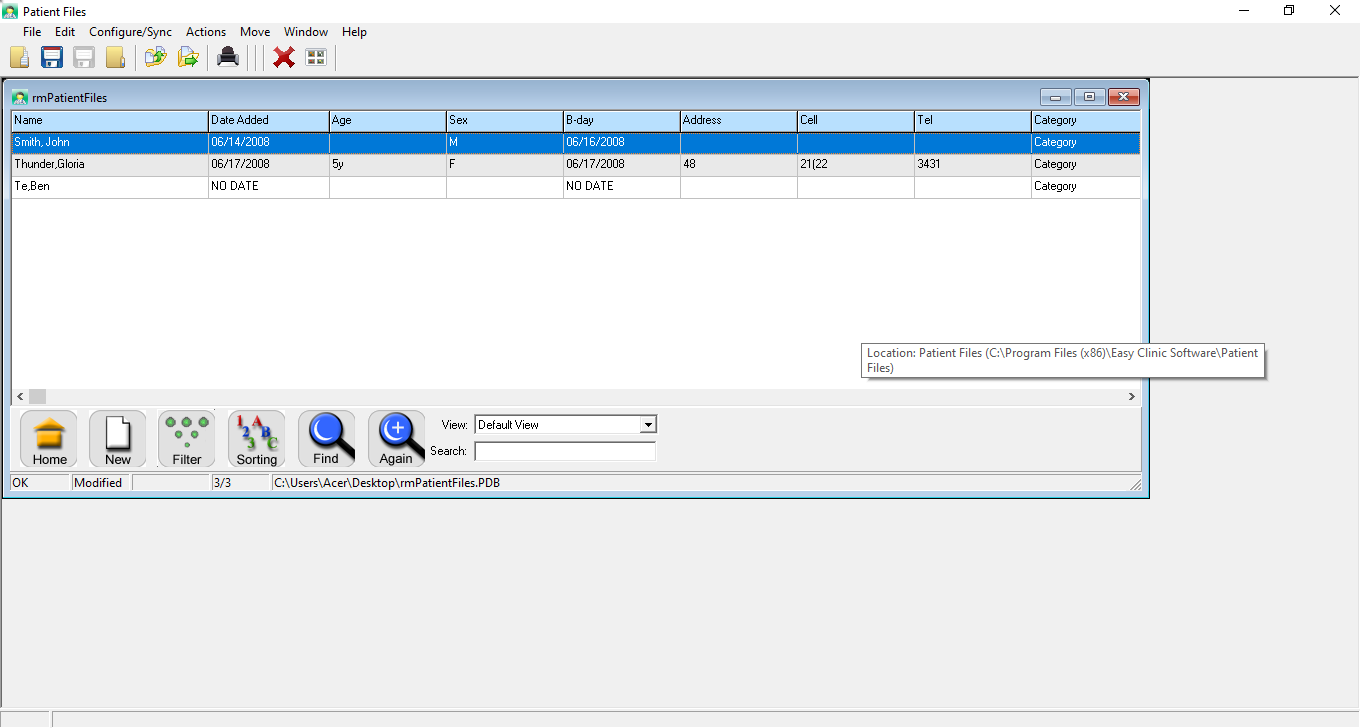 Patient Files
File Edit Configure/Sync Actions Move Window Help
rmPatientFiles
Name Date Added Age Sex B-day Address Cell Tel Category
Smith, John 06/14/2008 M 06/16/2008 Category
Thunder,Gloria 06/17/2008 5y F 06/17/2008 48 21(22 3431 Category
Te,Ben NO DATE NO DATE Category
Location: Patient Files (C:\Program Files (x86)\Easy Clinic Software\Patient
Files)
Home New Filter 1 2 3 A B C Sorting Find Again
View: Default View
Search:
OK Modified 3/3 C:\Users\Acer\Desktop\rmPatientFiles.PDB